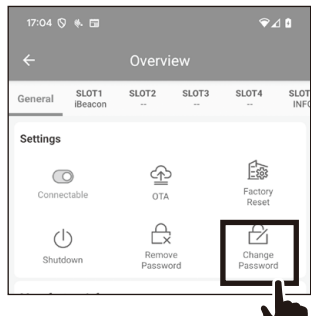 17:04
Overview
General SLOT1 SLOT2 SLOT3 SLOT4 SLOT
iBeacon -- -- -- INFO
Settings
Connectable OTA Factory
Reset
Shutdown Remove Change
Password Password